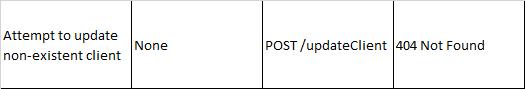 Attempt to update
non-existent client
None
POST /updateClient
404 Not Found